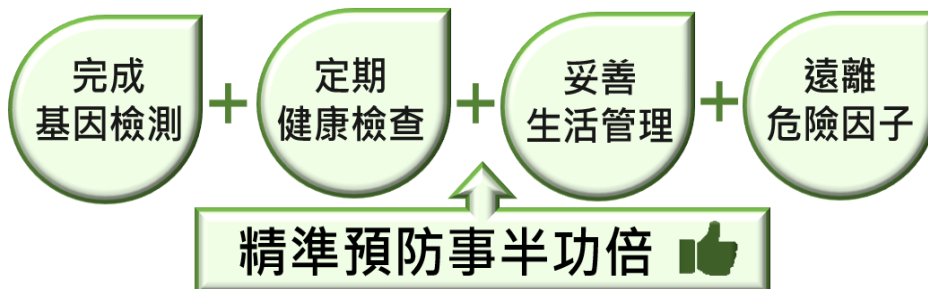 完成
基因檢測
+
定期
健康檢查
+
妥善
生活管理
+
遠離
危險因子
精準預防事半功倍